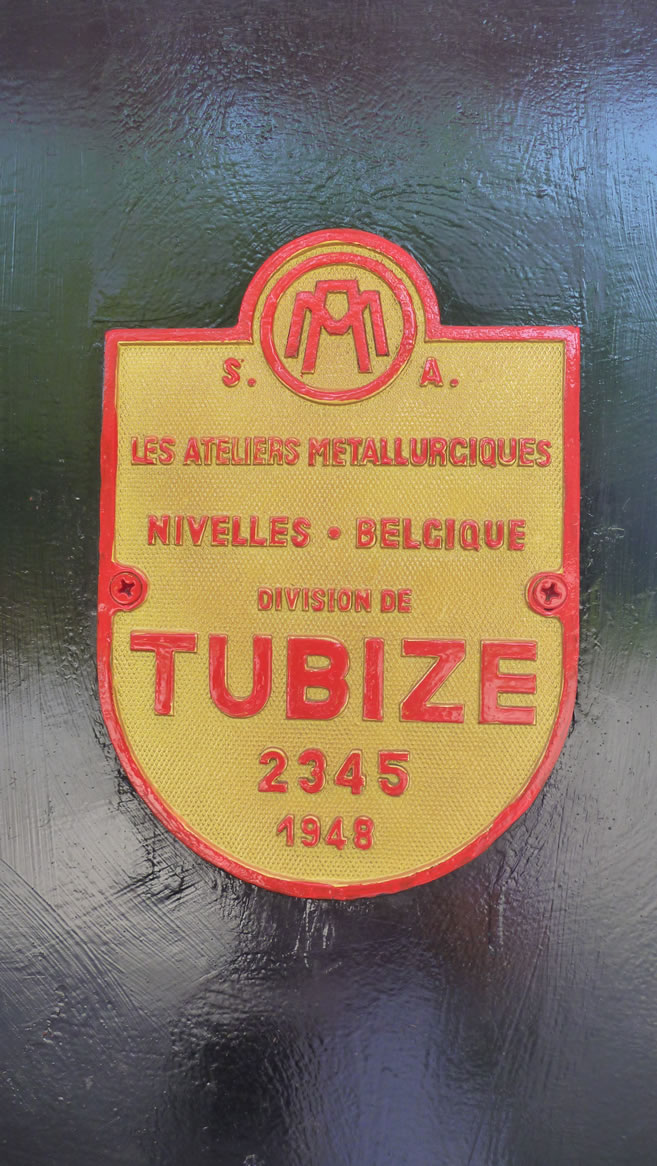 S. A.
LES ATELIERS METALLURGIQUES
NIVELLES • BELGIQUE
DIVISION DE
TUBIZE
2345
1948